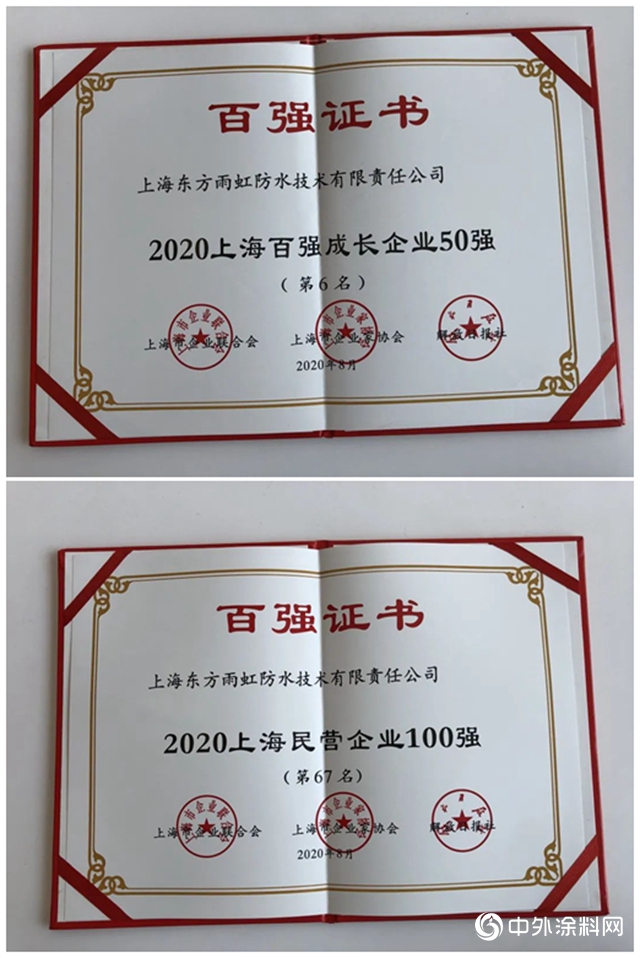 百强证书
上海东方雨虹防水技术有限责任公司
2020上海百强成长企业50强
（第6名）
上海市企业联合会 上海市企业家协会 解放日报社
2020年8月
百强证书
上海东方雨虹防水技术有限责任公司
2020上海民营企业100强
（第67名）
上海市企业联合会 上海市企业家协会 解放日报社
2020年8月
中外涂料网